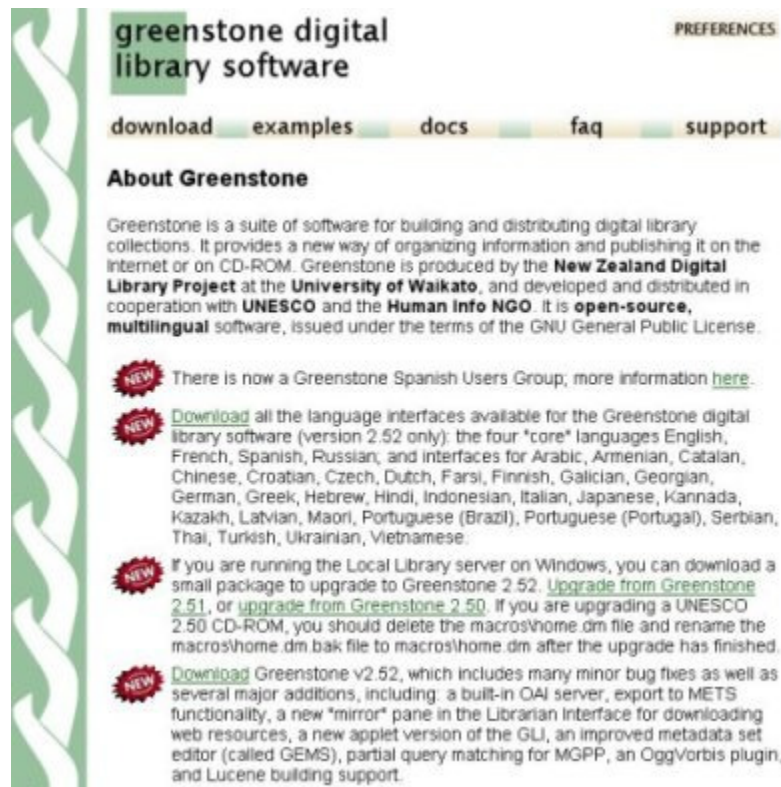 greenstone digital
library software
PREFERENCES
download examples docs faq support
About Greenstone
Greenstone is a suite of software for building and distributing digital library
collections. It provides a new way of organizing information and publishing it on the
Internet or on CD-ROM. Greenstone is produced by the New Zealand Digital
Library Project at the University of Waikato, and developed and distributed in
cooperation with UNESCO and the Human Info NGO. It is open-source,
multilingual software, issued under the terms of the GNU General Public License.
NEW There is now a Greenstone Spanish Users Group; more information here.
NEW Download all the language interfaces available for the Greenstone digital
library software (version 2.52 only): the four "core" languages English,
French, Spanish, Russian; and interfaces for Arabic, Armenian, Catalan,
Chinese, Croatian, Czech, Dutch, Farsi, Finnish, Galician, Georgian,
German, Greek, Hebrew, Hindi, Indonesian, Italian, Japanese, Kannada,
Kazakh, Latvian, Maori, Portuguese (Brazil), Portuguese (Portugal), Serbian,
Thai, Turkish, Ukrainian, Vietnamese.
NEW If you are running the Local Library server on Windows, you can download a
small package to upgrade to Greenstone 2.52. Upgrade from Greenstone
2.51, or upgrade from Greenstone 2.50. If you are upgrading a UNESCO
2.50 CD-ROM, you should delete the macros\home.dm file and rename the
macros\home.dm.bak file to macros\home.dm after the upgrade has finished.
NEW Download Greenstone v2.52, which includes many minor bug fixes as well as
several major additions, including: a built-in OAI server, export to METS
functionality, a new "mirror" pane in the Librarian Interface for downloading
web resources, a new applet version of the GLI, an improved metadata set
editor (called GEMS), partial query matching for MGPP, an OggVorbis plugin,
and Lucene building support.